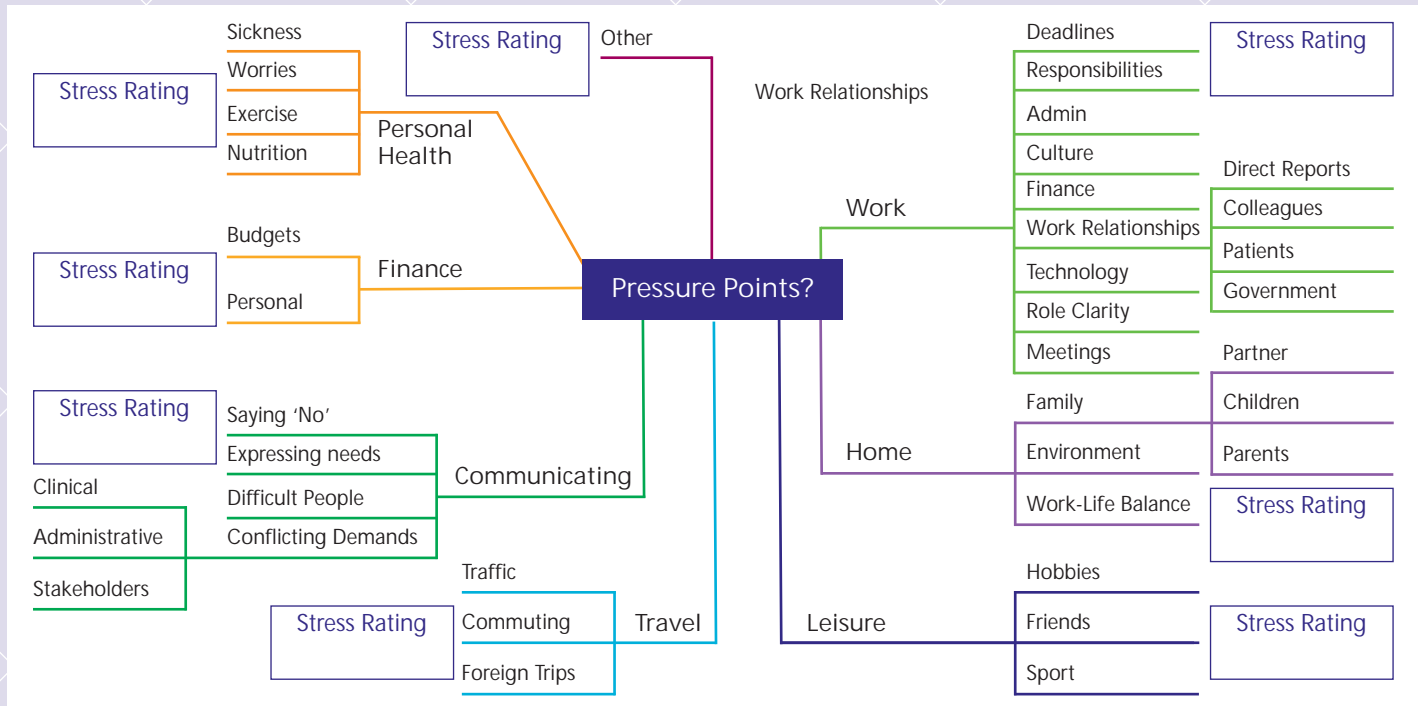 Pressure Points?
Other
Stress Rating
Personal
Health
Sickness
Worries
Exercise
Nutrition
Stress Rating
Finance
Budgets
Personal
Stress Rating
Communicating
Saying ‘No’
Expressing needs
Difficult People
Conflicting Demands
Clinical
Administrative
Stakeholders
Stress Rating
Travel
Traffic
Commuting
Foreign Trips
Stress Rating
Work Relationships
Work
Deadlines
Responsibilities
Admin
Culture
Finance
Work Relationships
Direct Reports
Colleagues
Patients
Government
Technology
Role Clarity
Meetings
Stress Rating
Home
Family
Partner
Children
Parents
Environment
Work-Life Balance
Stress Rating
Leisure
Hobbies
Friends
Sport
Stress Rating